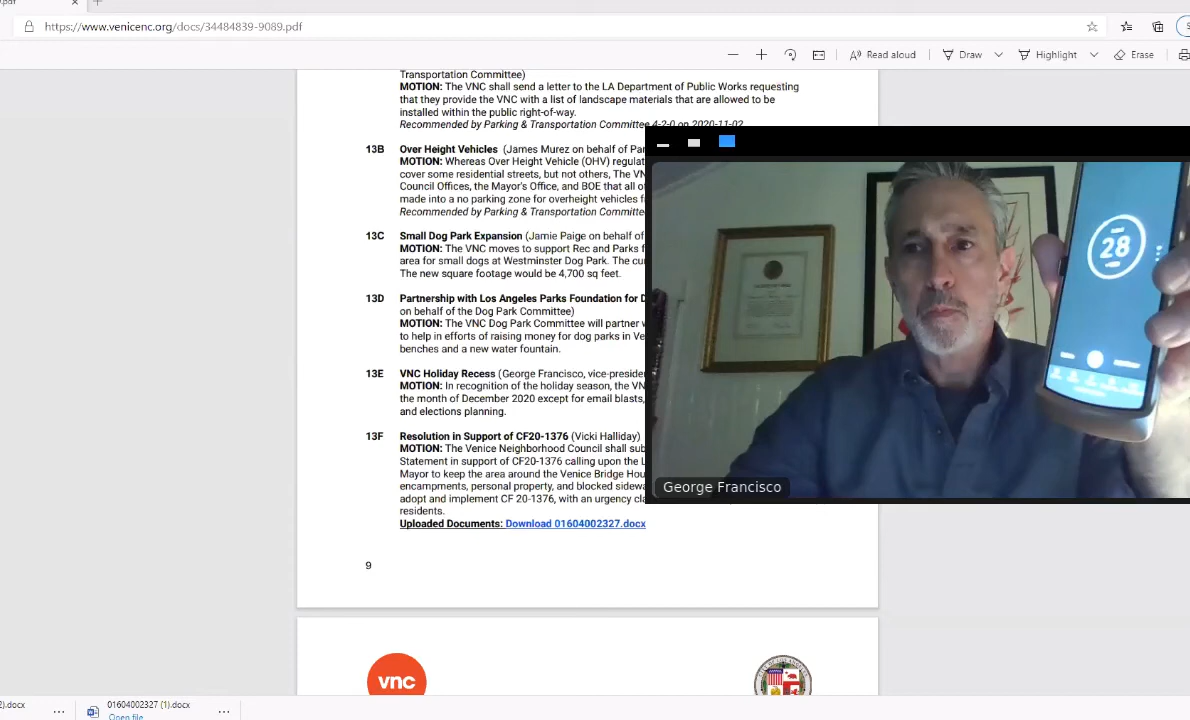 .pdf
https://www.venicenc.org/docs/34484839-9089.pdf
Read aloud
Draw
Highlight
Erase
Transportation Committee)
MOTION: The VNC shall send a letter to the LA Department of Public Works requesting
that they provide the VNC with a list of landscape materials that are allowed to be
installed within the public right-of-way.
Recommended by Parking & Transportation Committee 4-2-0 on 2020-11-02
13B Over Height Vehicles (James Murez on behalf of Par
MOTION: Whereas Over Height Vehicle (OHV) regulat
cover some residential streets, but not others, The VN
Council Offices, the Mayor's Office, and BOE that all of
made into a no parking zone for overheight vehicles f
Recommended by Parking & Transportation Committee
13C Small Dog Park Expansion (Jamie Paige on behalf of
MOTION: The VNC moves to support Rec and Parks f
area for small dogs at Westminster Dog Park. The cu
The new square footage would be 4,700 sq feet.
13D Partnership with Los Angeles Parks Foundation for D
on behalf of the Dog Park Committee)
MOTION: The VNC Dog Park Committee will partner w
to help in efforts of raising money for dog parks in Ve
benches and a new water fountain.
13E VNC Holiday Recess (George Francisco, vice-presiden
MOTION: In recognition of the holiday season, the VN
the month of December 2020 except for email blasts,
and elections planning.
13F Resolution in Support of CF20-1376 (Vicki Halliday)
MOTION: The Venice Neighborhood Council shall sub
Statement in support of CF20-1376 calling upon the L
Mayor to keep the area around the Venice Bridge Hou
encampments, personal property, and blocked sidewa
adopt and implement CF 20-1376, with an urgency cla
residents.
Uploaded Documents: Download 01604002327.docx
9
28
George Francisco
vnc
2).docx
01604002327 (1).docx
Open file